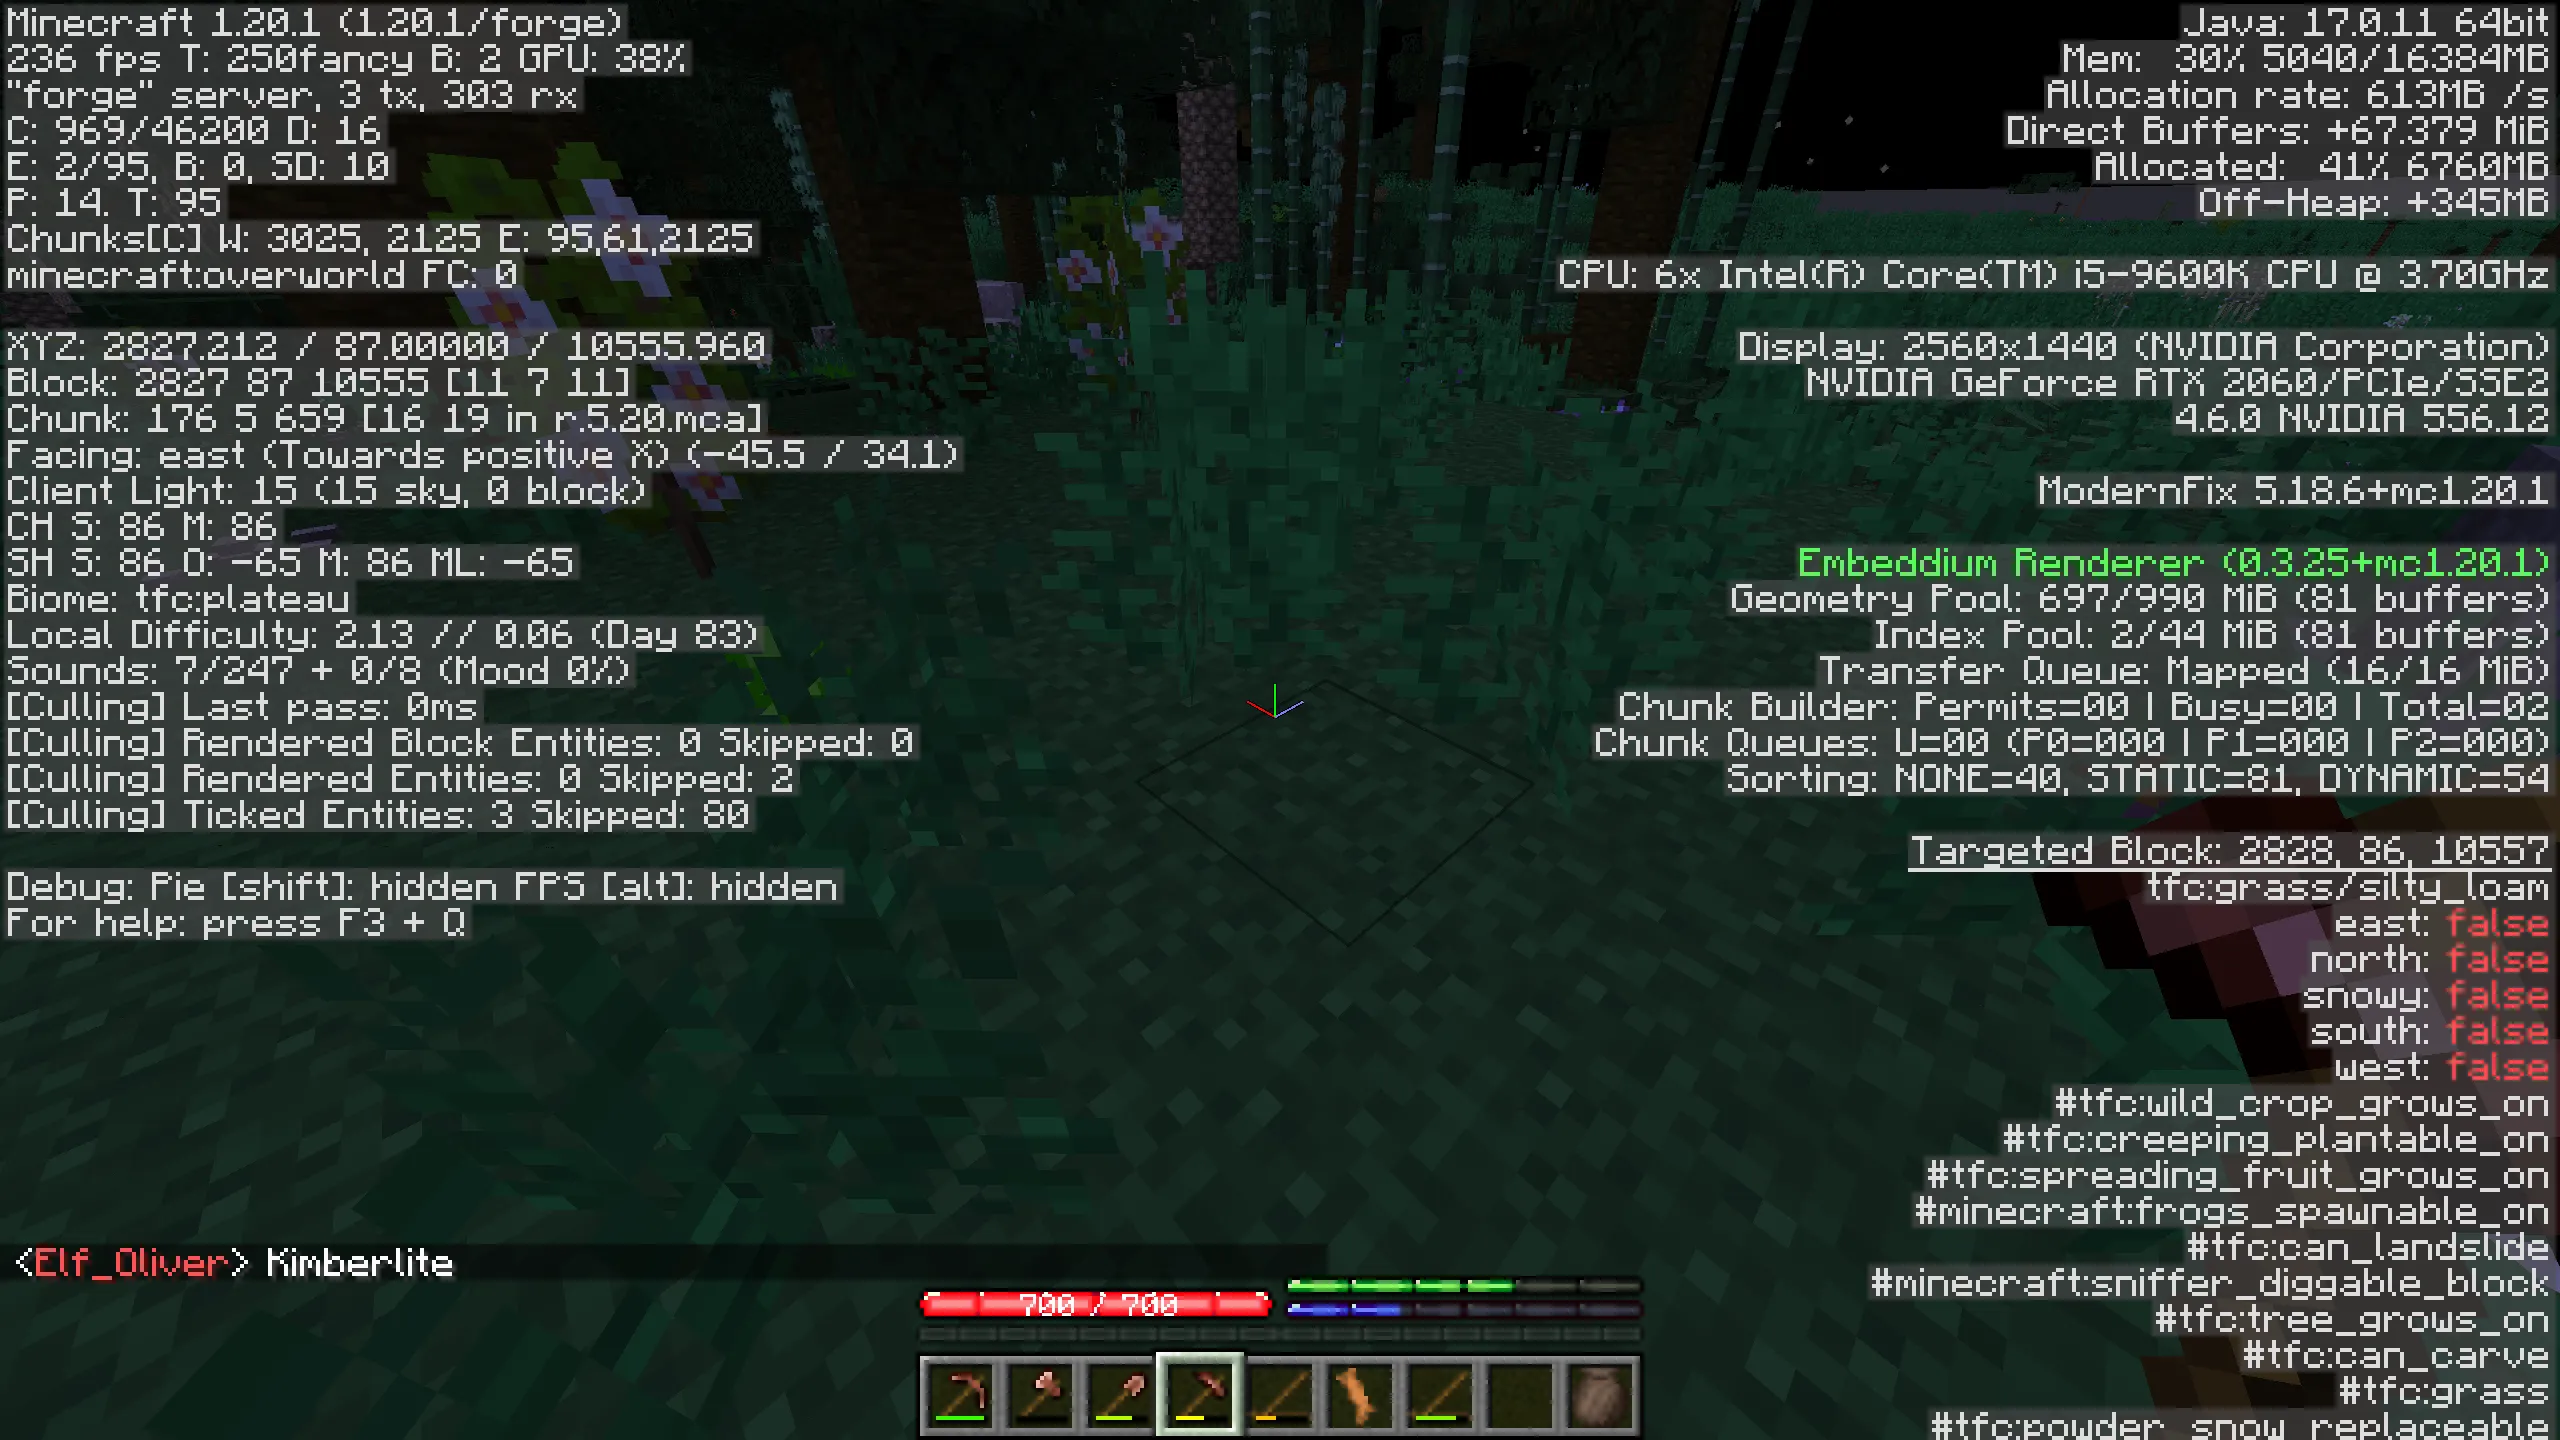 Minecraft 1.20.1 (1.20.1/forge)
236 fps T: 250fancy B: 2 GPU: 38%
"forge" server, 3 tx, 303 rx
C: 969/46200 D: 16
E: 2/95, B: 0, SD: 10
P: 14. T: 95
Chunks[C] W: 3025, 2125 E: 95,61,2125
minecraft:overworld FC: 0
XYZ: 2827.212 / 87.00000 / 10555.960
Block: 2827 87 10555 [11 7 11]
Chunk: 176 5 659 [16 19 in r.5.20.mca]
Facing: east (Towards positive X) (-45.5 / 34.1)
Client Light: 15 (15 sky, 0 block)
CH S: 86 M: 86
SH S: 86 O: -65 M: 86 ML: -65
Biome: tfc:plateau
Local Difficulty: 2.13 // 0.06 (Day 83)
Sounds: 7/247 + 0/8 (Mood 0%)
[Culling] Last pass: 0ms
[Culling] Rendered Block Entities: 0 Skipped: 0
[Culling] Rendered Entities: 0 Skipped: 2
[Culling] Ticked Entities: 3 Skipped: 80
Debug: Pie [shift]: hidden FPS [alt]: hidden
For help: press F3 + Q
Java: 17.0.11 64bit
Mem: 30% 5040/16384MB
Allocation rate: 613MB /s
Direct Buffers: +67.379 MiB
Allocated: 41% 6760MB
Off-Heap: +345MB
CPU: 6x Intel(R) Core(TM) i5-9600K CPU @ 3.70GHz
Display: 2560x1440 (NVIDIA Corporation)
NVIDIA GeForce RTX 2060/PCIe/SSE2
4.6.0 NVIDIA 556.12
ModernFix 5.18.6+mc1.20.1
Embeddium Renderer (0.3.25+mc1.20.1)
Geometry Pool: 697/990 MiB (81 buffers)
Index Pool: 2/44 MiB (81 buffers)
Transfer Queue: Mapped (16/16 MiB)
Chunk Builder: Permits=00 | Busy=00 | Total=02
Chunk Queues: U=00 (P0=000 | P1=000 | P2=000)
Sorting: NONE=40, STATIC=81, DYNAMIC=54
Targeted Block: 2828, 86, 10557
tfc:grass/silty_loam
east: false
north: false
snowy: false
south: false
west: false
#tfc:wild_crop_grows_on
#tfc:creeping_plantable_on
#tfc:spreading_fruit_grows_on
#minecraft:frogs_spawnable_on
#tfc:can_landslide
#minecraft:sniffer_diggable_block
#tfc:tree_grows_on
#tfc:can_carve
#tfc:grass
#tfc:powder_snow_replaceable
<Elf_Oliver> Kimberlite
700 / 700